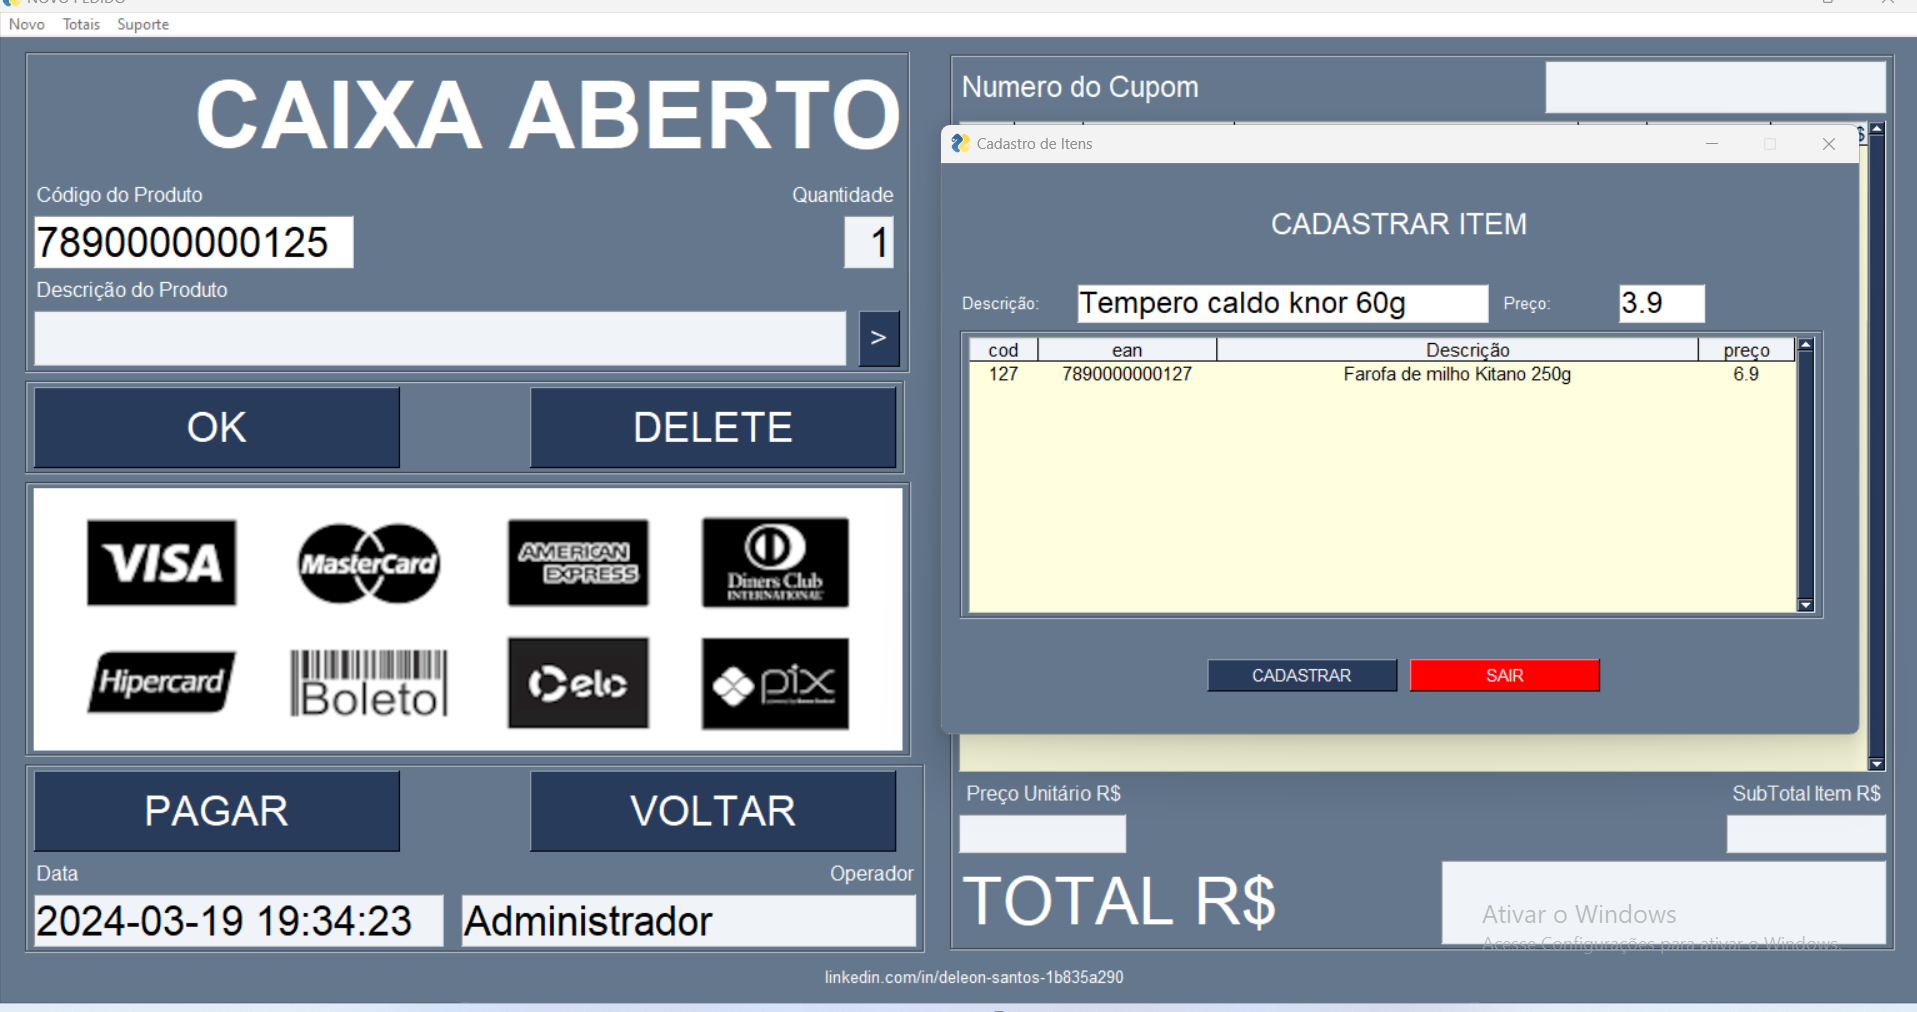 NOVO PEDIDO
Novo Totais Suporte
CAIXA ABERTO
Código do Produto Quantidade
7890000000125 1
Descrição do Produto
>
OK DELETE
VISA MasterCard AMERICAN EXPRESS Diners Club INTERNATIONAL
Hipercard Boleto elo pix
PAGAR VOLTAR
Data Operador
2024-03-19 19:34:23 Administrador
Numero do Cupom
$
Cadastro de Itens
CADASTRAR ITEM
Descrição: Tempero caldo knor 60g Preço: 3.9
cod ean Descrição preço
127 7890000000127 Farofa de milho Kitano 250g 6.9
CADASTRAR SAIR
Preço Unitário R$ SubTotal Item R$
TOTAL R$
Ativar o Windows
Acesse Configurações para ativar o Windows.
linkedin.com/in/deleon-santos-1b835a290